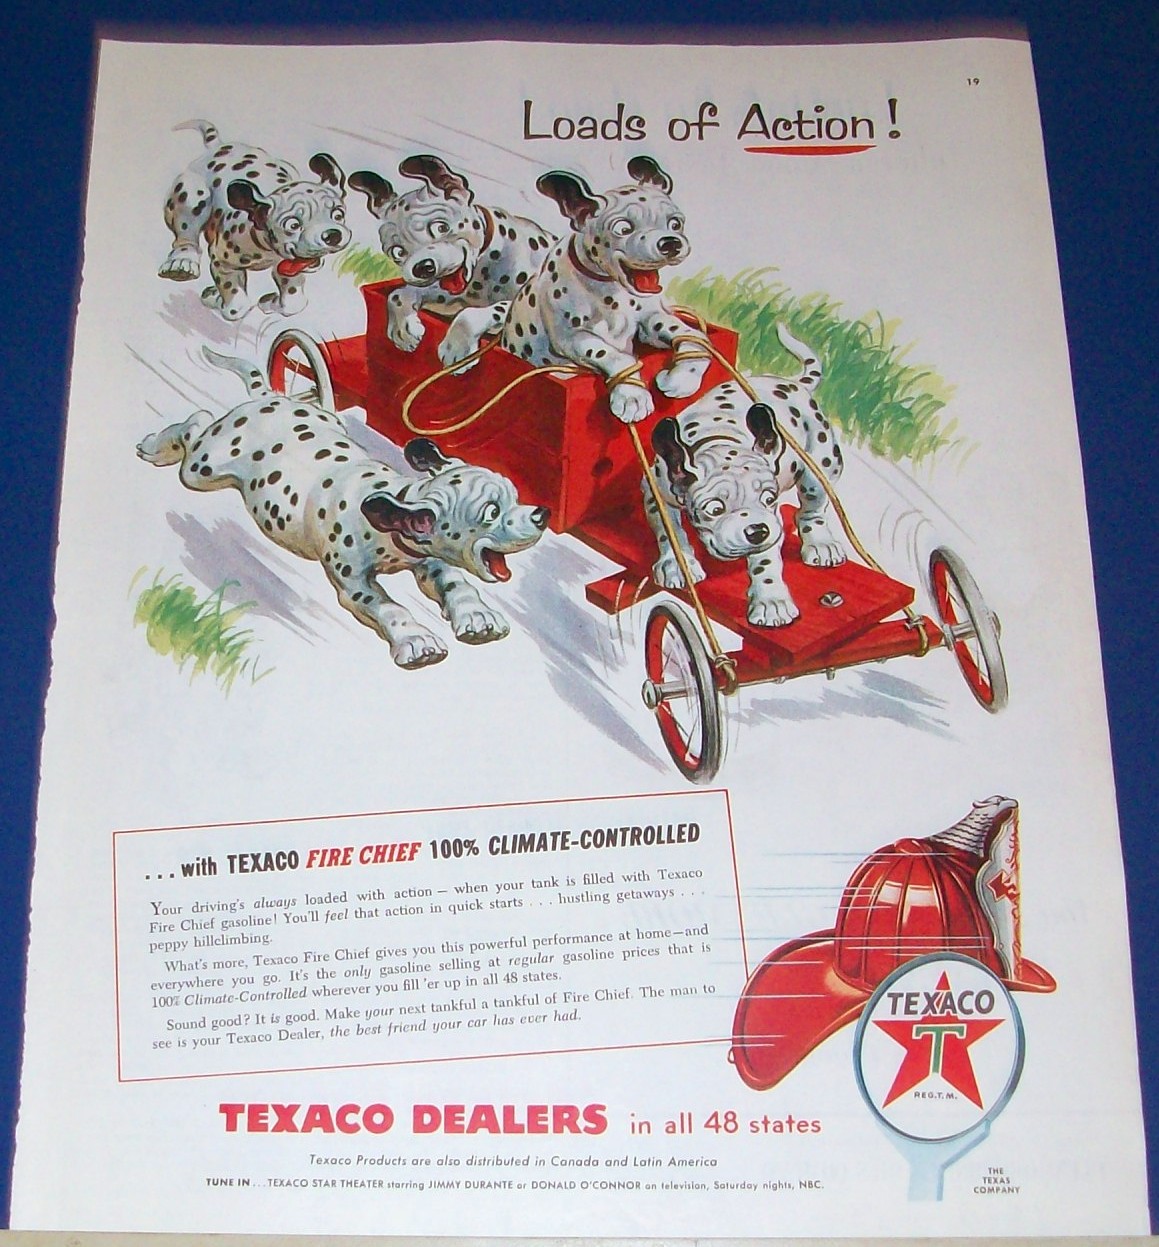 19
Loads of Action!
...with TEXACO FIRE CHIEF 100% CLIMATE-CONTROLLED
Your driving's always loaded with action — when your tank is filled with Texaco
Fire Chief gasoline! You'll feel that action in quick starts . . . hustling getaways . . .
peppy hillclimbing.
What's more, Texaco Fire Chief gives you this powerful performance at home—and
everywhere you go. It's the only gasoline selling at regular gasoline prices that is
100% Climate-Controlled wherever you fill 'er up in all 48 states.
Sound good? It is good. Make your next tankful a tankful of Fire Chief. The man to
see is your Texaco Dealer, the best friend your car has ever had.
TEXACO
T
REG.T.M.
TEXACO DEALERS in all 48 states
Texaco Products are also distributed in Canada and Latin America
TUNE IN...TEXACO STAR THEATER starring JIMMY DURANTE or DONALD O'CONNOR on television, Saturday nights, NBC.
THE
TEXAS
COMPANY